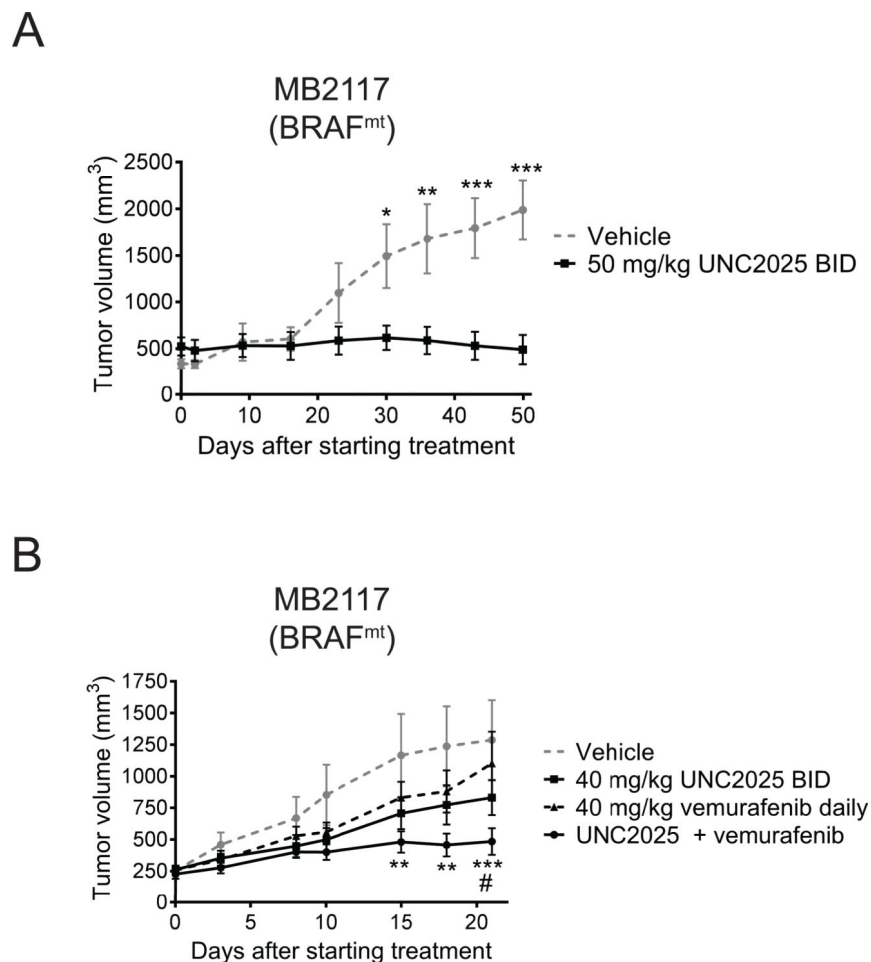 A
MB2117
(BRAFᵐᵗ)
Tumor volume (mm³)
2500
2000
1500
1000
500
0
*
**
***
***
Vehicle
50 mg/kg UNC2025 BID
0 10 20 30 40 50
Days after starting treatment
B
MB2117
(BRAFᵐᵗ)
Tumor volume (mm³)
1750
1500
1250
1000
750
500
250
0
Vehicle
40 mg/kg UNC2025 BID
40 mg/kg vemurafenib daily
UNC2025 + vemurafenib
** ** ***
#
0 5 10 15 20
Days after starting treatment